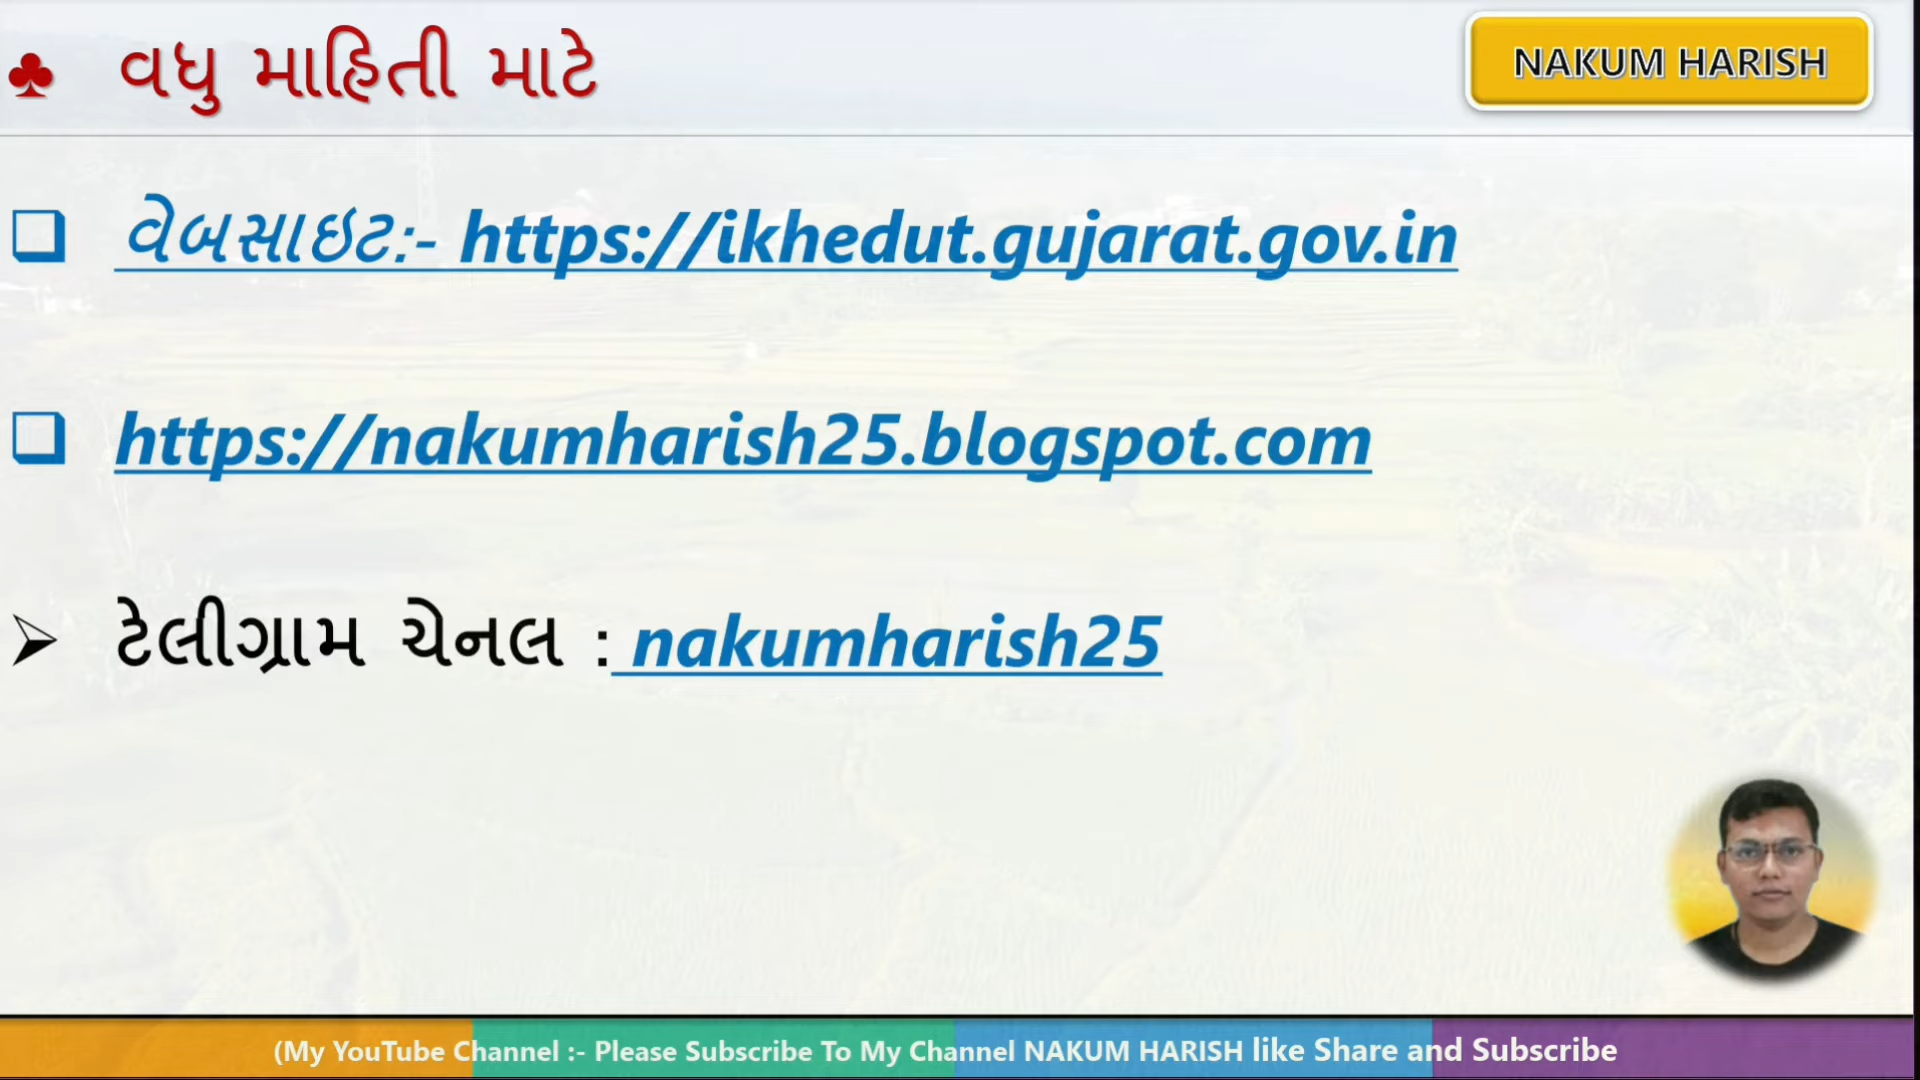 ♣ વધુ માહિતી માટે
NAKUM HARISH
વેબસાઇટ:- https://ikhedut.gujarat.gov.in
https://nakumharish25.blogspot.com
ટેલીગ્રામ ચેનલ : nakumharish25
(My YouTube Channel :- Please Subscribe To My Channel NAKUM HARISH like Share and Subscribe